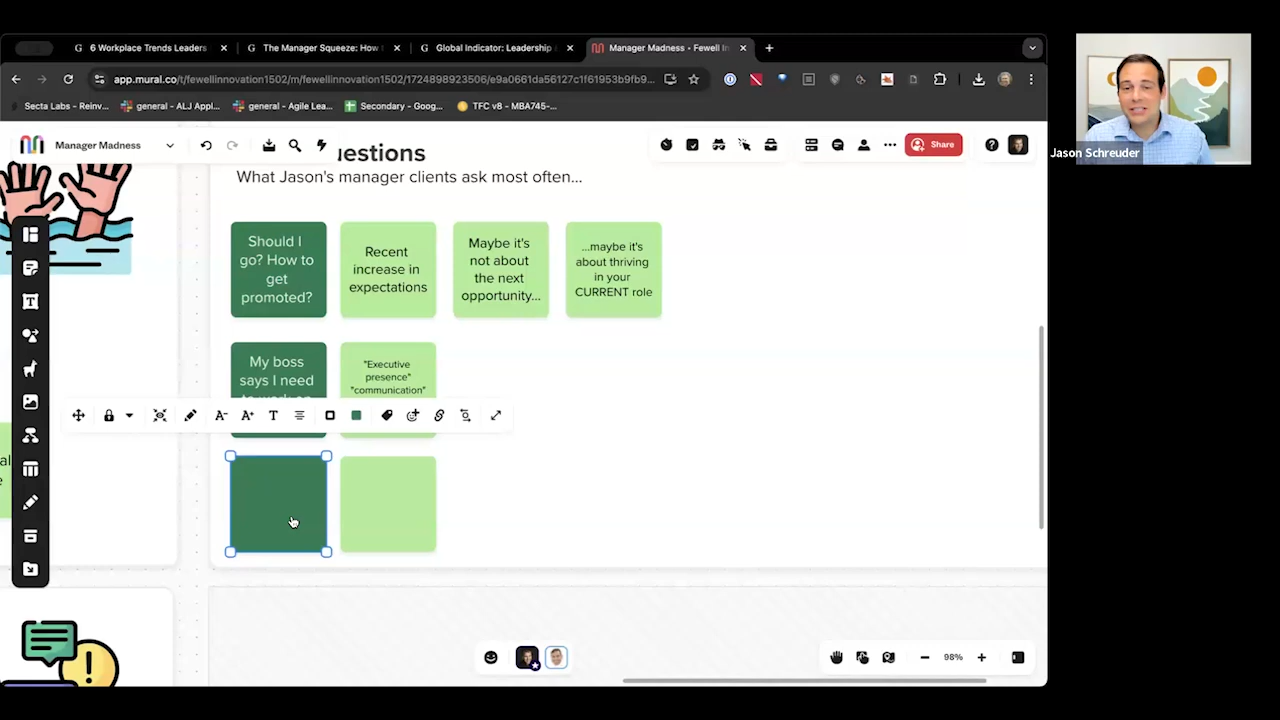 6 Workplace Trends Leaders
The Manager Squeeze: How
Global Indicator: Leadership
Manager Madness • Fewell In
app.mural.co/t/fewellinnovation1502/m/fewellinnovation1502/1724898923506/e9a0661da56127c1f61953b9fb9...
Secta Labs - Reinv...
general - ALJ Appl...
general - Agile Lea...
Secondary - Goog...
TFC v8 - MBA745-...
Manager Madness
Share
uestions
What Jason's manager clients ask most often...
Should I
go? How to
get
promoted?
Recent
increase in
expectations
Maybe it's
not about
the next
opportunity...
...maybe it's
about thriving
in your
CURRENT role
My boss
says I need
"Executive
presence"
"communication"
98%
Jason Schreuder